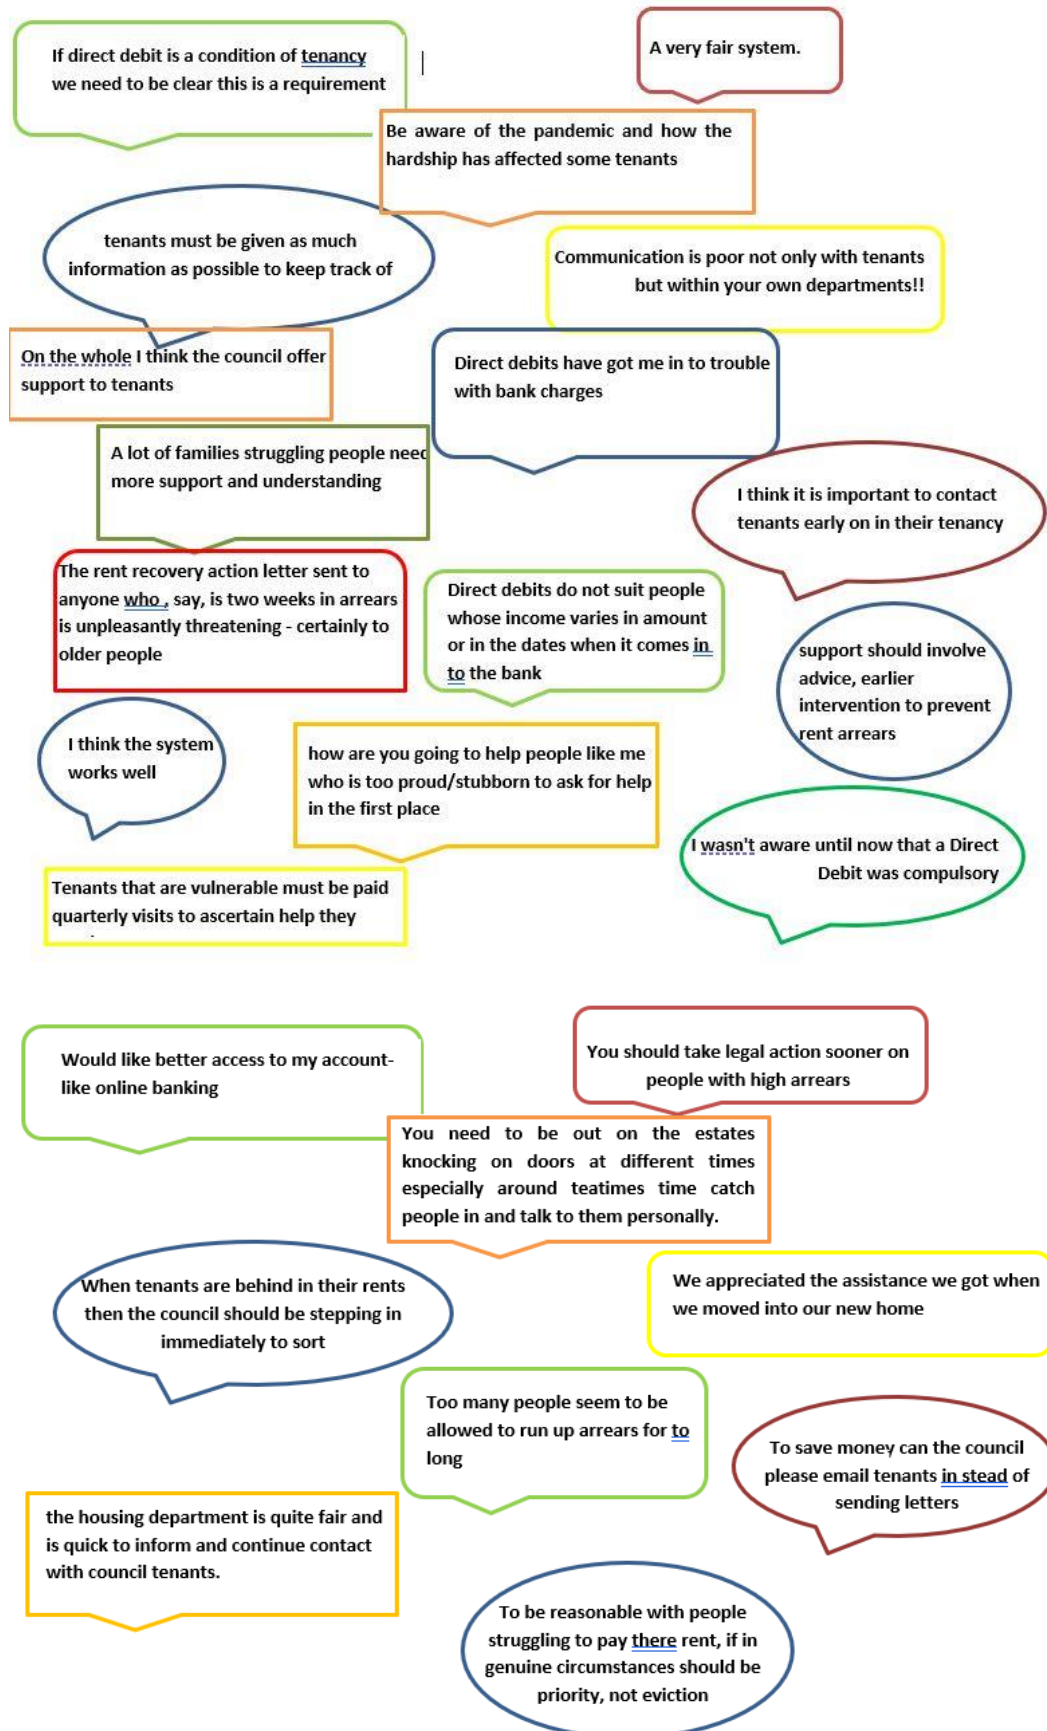 If direct debit is a condition of tenancy
we need to be clear this is a requirement
A very fair system.
Be aware of the pandemic and how the
hardship has affected some tenants
tenants must be given as much
information as possible to keep track of
Communication is poor not only with tenants
but within your own departments!!
On the whole I think the council offer
support to tenants
Direct debits have got me in to trouble
with bank charges
A lot of families struggling people need
more support and understanding
I think it is important to contact
tenants early on in their tenancy
The rent recovery action letter sent to
anyone who , say, is two weeks in arrears
is unpleasantly threatening - certainly to
older people
Direct debits do not suit people
whose income varies in amount
or in the dates when it comes in
to the bank
support should involve
advice, earlier
intervention to prevent
rent arrears
I think the system
works well
how are you going to help people like me
who is too proud/stubborn to ask for help
in the first place
I wasn't aware until now that a Direct
Debit was compulsory
Tenants that are vulnerable must be paid
quarterly visits to ascertain help they
Would like better access to my account-
like online banking
You should take legal action sooner on
people with high arrears
You need to be out on the estates
knocking on doors at different times
especially around teatimes time catch
people in and talk to them personally.
When tenants are behind in their rents
then the council should be stepping in
immediately to sort
We appreciated the assistance we got when
we moved into our new home
Too many people seem to be
allowed to run up arrears for to
long
To save money can the council
please email tenants in stead of
sending letters
the housing department is quite fair and
is quick to inform and continue contact
with council tenants.
To be reasonable with people
struggling to pay there rent, if in
genuine circumstances should be
priority, not eviction